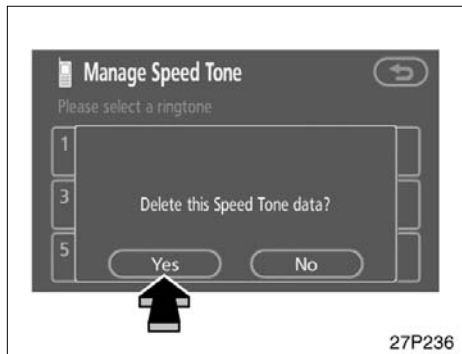 Manage Speed Tone
Please select a ringtone
1
3
Delete this Speed Tone data?
5
Yes No
27P236